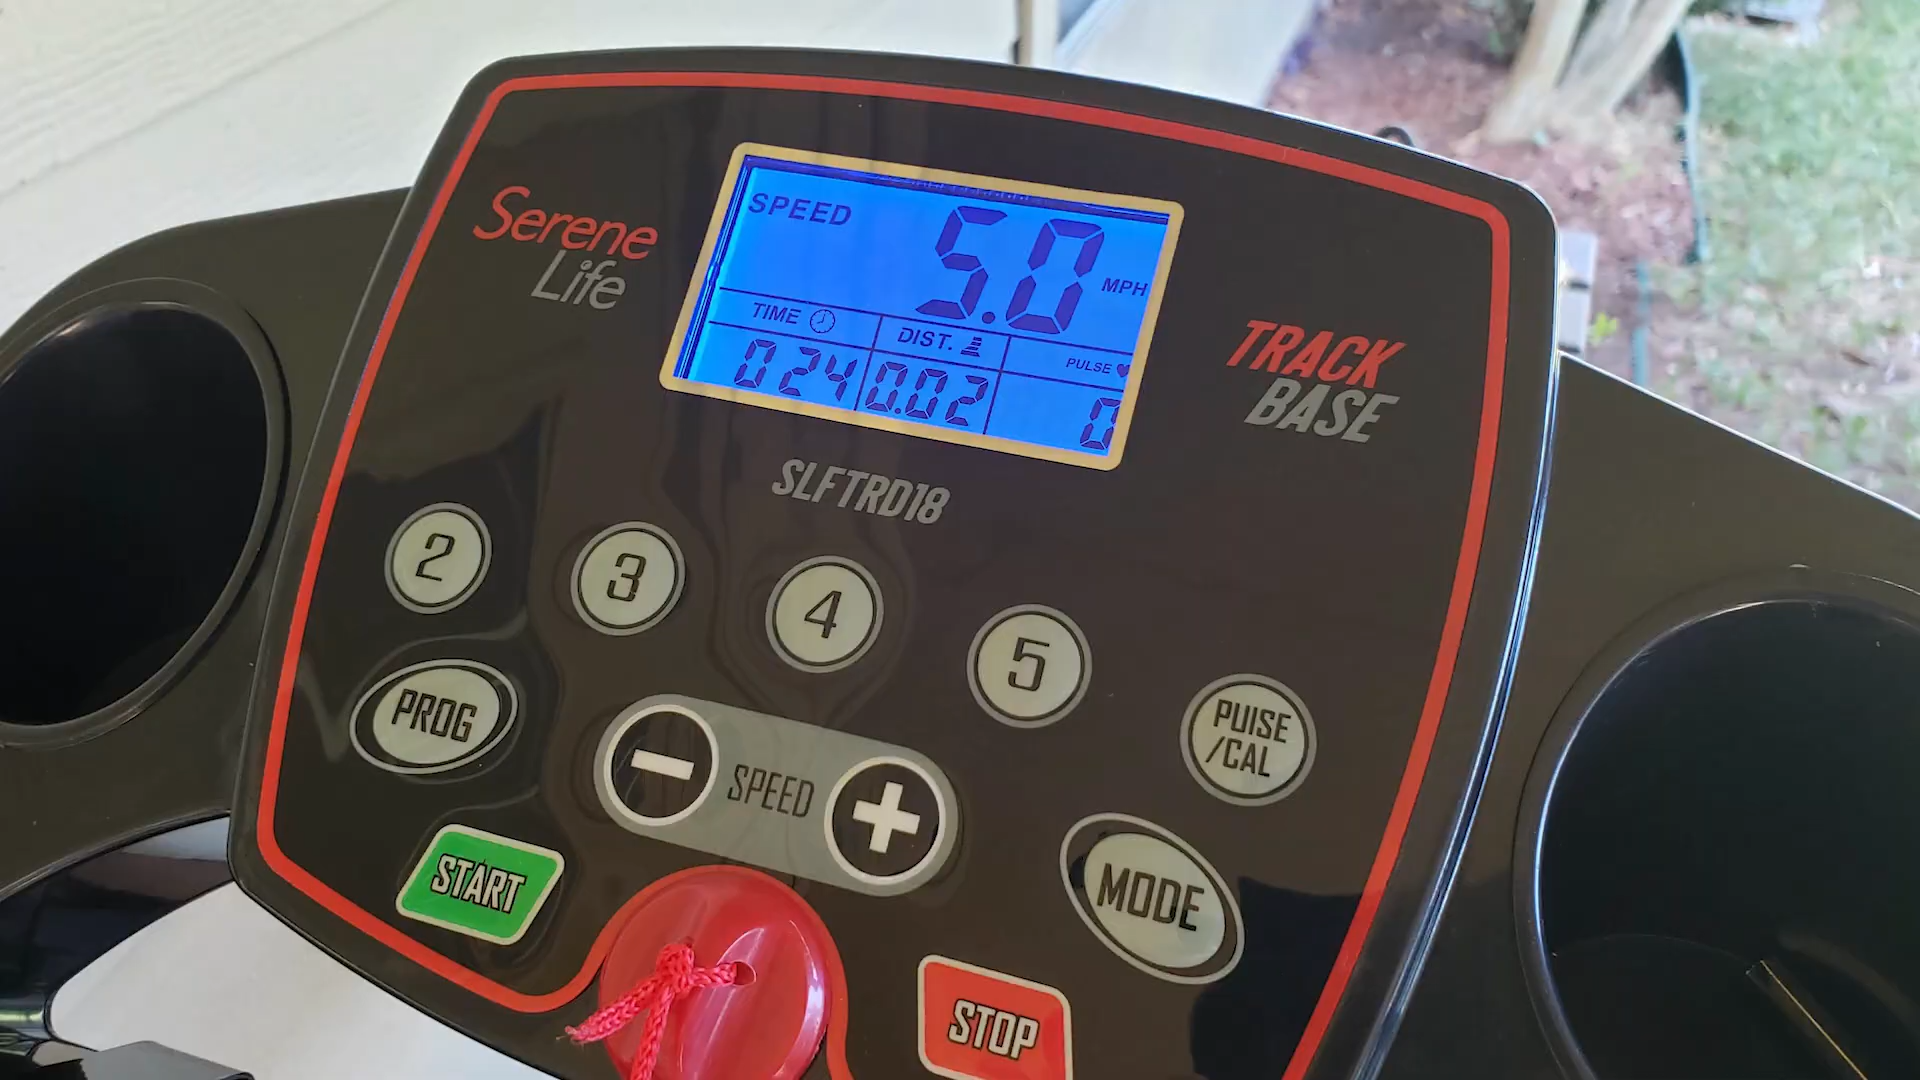 Serene
Life
SPEED 5.0 MPH
TIME DIST. PULSE
0 24 0.02 0
TRACK
BASE
SLFTRD18
2 3 4 5
PROG
SPEED
PUISE
/CAL
START
MODE
STOP